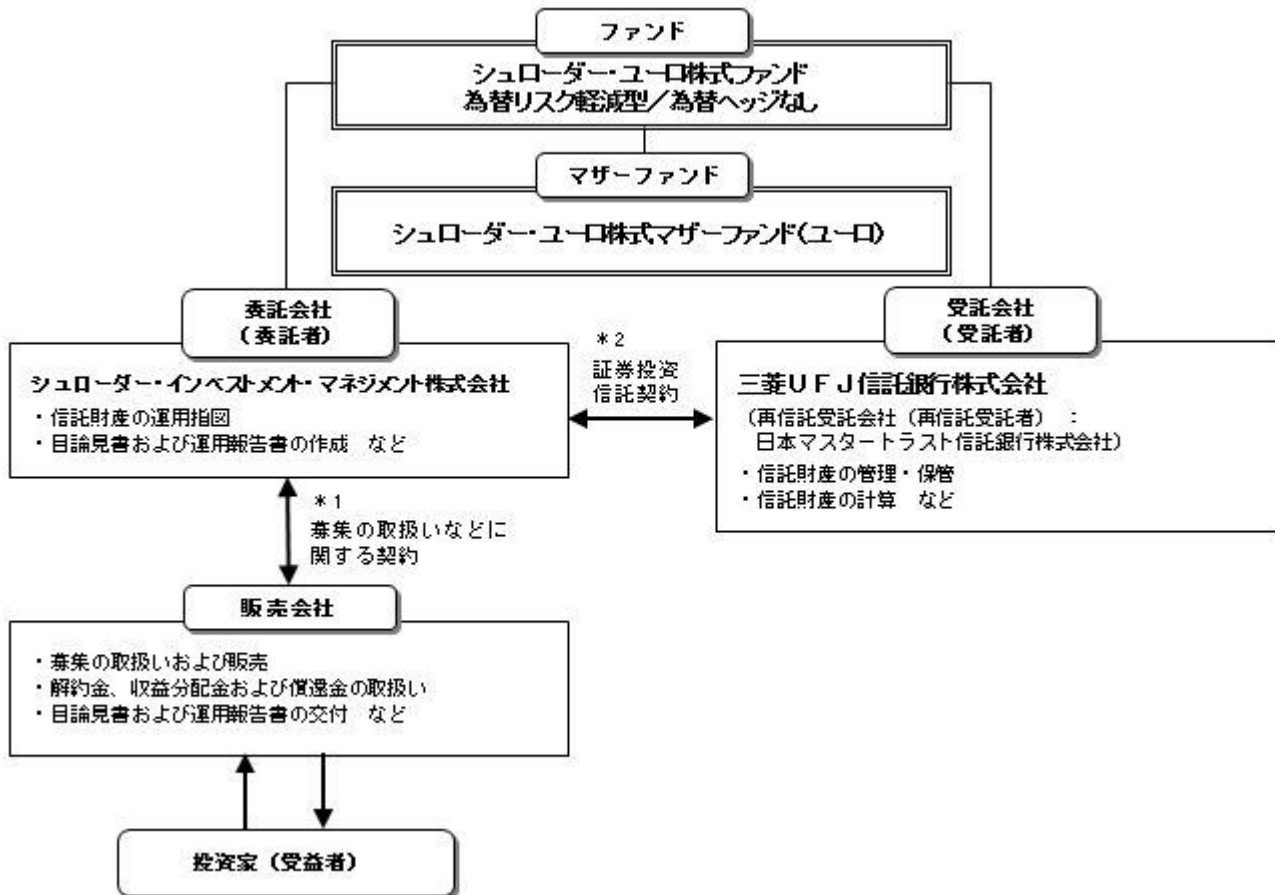 ファンド
シュローダー・ユーロ株式ファンド
為替リスク軽減型／為替ヘッジなし
マザーファンド
シュローダー・ユーロ株式マザーファンド(ユーロ)
委託会社
(委託者)
シュローダー・インベストメント・マネジメント株式会社
・信託財産の運用指図
・目論見書および運用報告書の作成　など
＊2
証券投資
信託契約
受託会社
(受託者)
三菱ＵＦＪ信託銀行株式会社
(再信託受託会社（再信託受託者）：
日本マスタートラスト信託銀行株式会社)
・信託財産の管理・保管
・信託財産の計算　など
＊1
募集の取扱いなどに
関する契約
販売会社
・募集の取扱いおよび販売
・解約金、収益分配金および償還金の取扱い
・目論見書および運用報告書の交付　など
投資家（受益者）